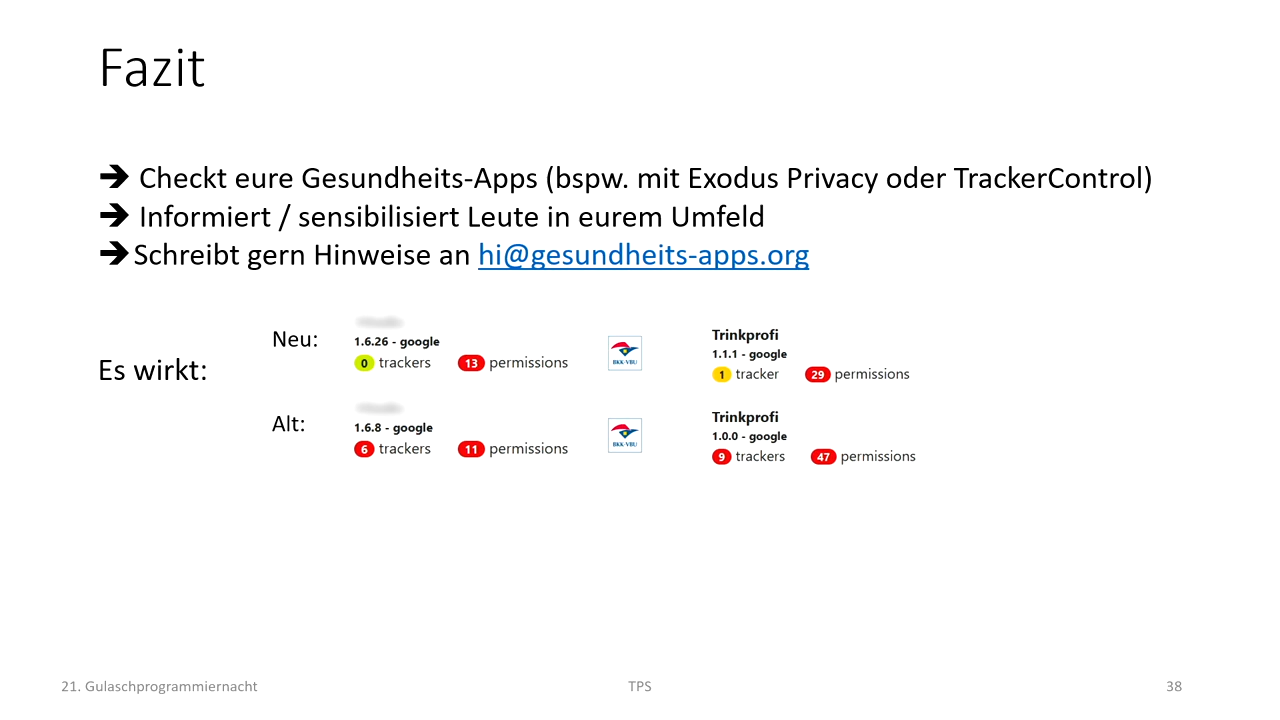 Fazit
➔ Checkt eure Gesundheits-Apps (bspw. mit Exodus Privacy oder TrackerControl)
➔ Informiert / sensibilisiert Leute in eurem Umfeld
➔ Schreibt gern Hinweise an hi@gesundheits-apps.org
Es wirkt:
Neu:
1.6.26 - google
0 trackers 13 permissions
BKK·VBU
Trinkprofi
1.1.1 - google
1 tracker 29 permissions
Alt:
1.6.8 - google
6 trackers 11 permissions
BKK·VBU
Trinkprofi
1.0.0 - google
9 trackers 47 permissions
21. Gulaschprogrammiernacht
TPS
38